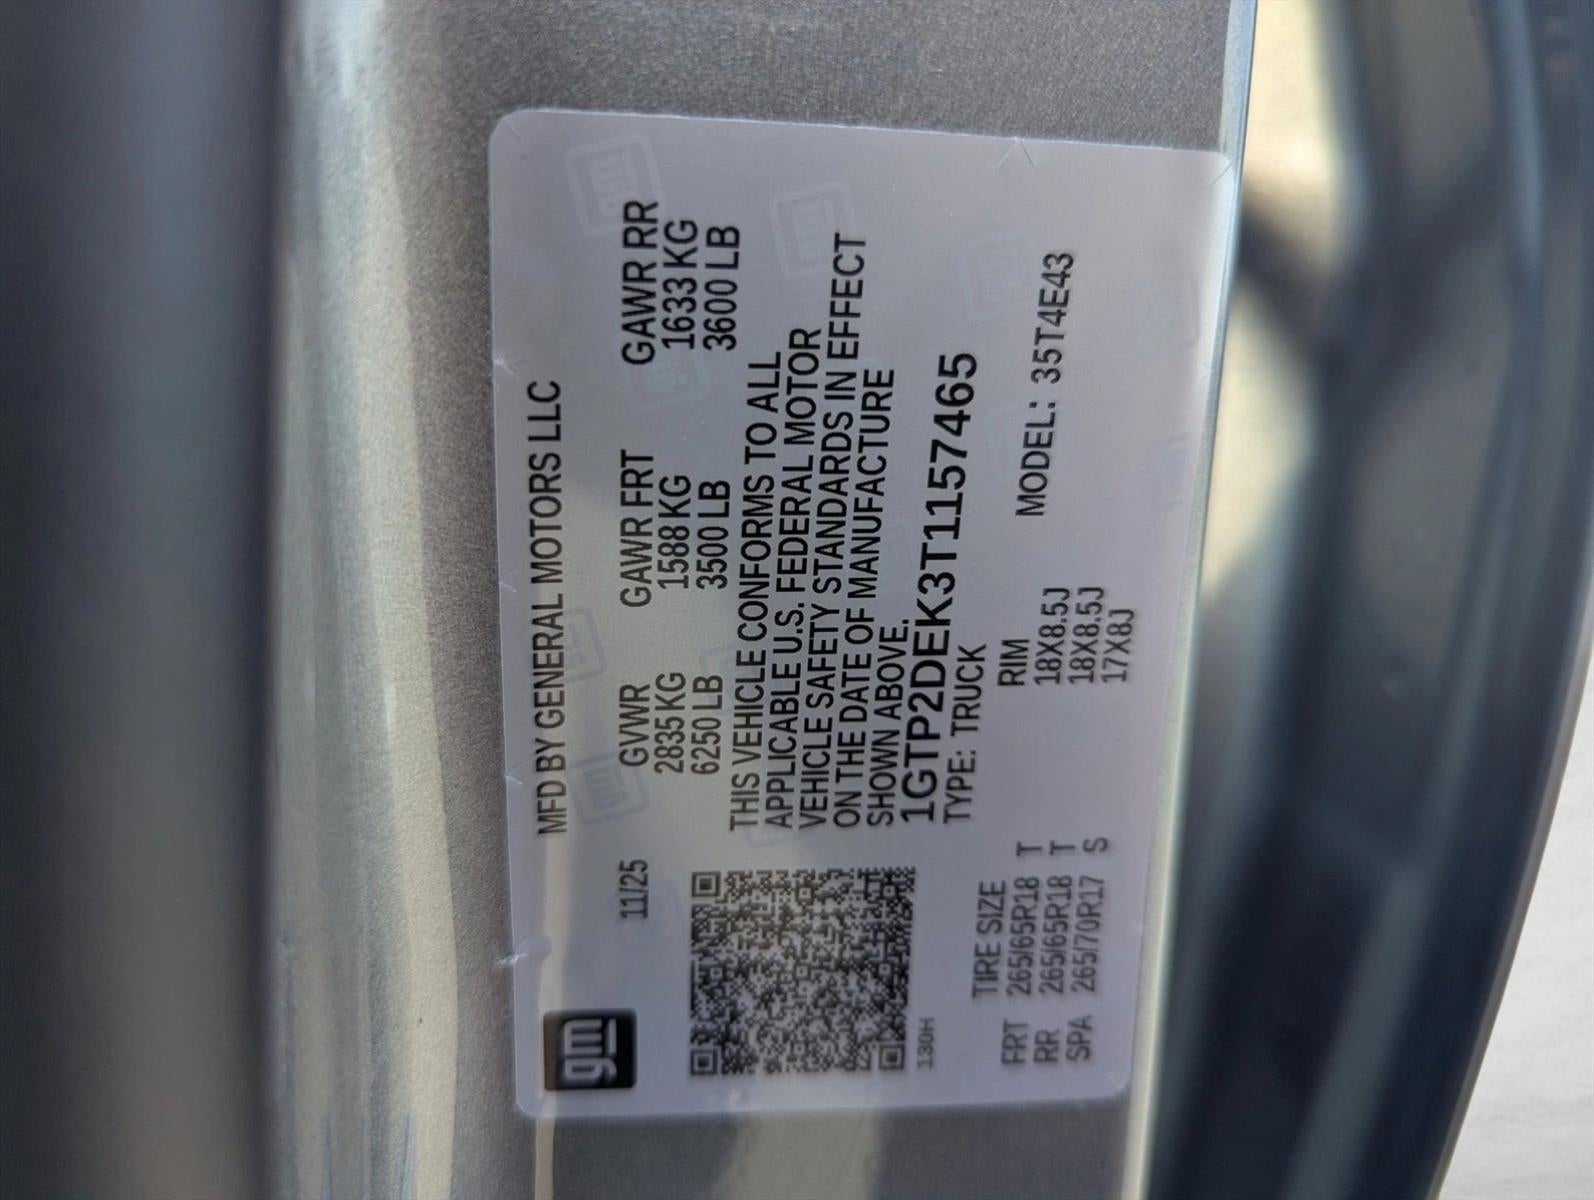 gm
MFD BY GENERAL MOTORS LLC
11/25
GVWR GAWR FRT GAWR RR
2835 KG 1588 KG 1633 KG
6250 LB 3500 LB 3600 LB
THIS VEHICLE CONFORMS TO ALL
APPLICABLE U.S. FEDERAL MOTOR
VEHICLE SAFETY STANDARDS IN EFFECT
ON THE DATE OF MANUFACTURE
SHOWN ABOVE.
1GTP2DEK3T1157465
TYPE: TRUCK
130H
MODEL: 35T4E43
TIRE SIZE RIM
FRT 265/65R18 T 18X8.5J
RR 265/65R18 T 18X8.5J
SPA 265/70R17 S 17X8J